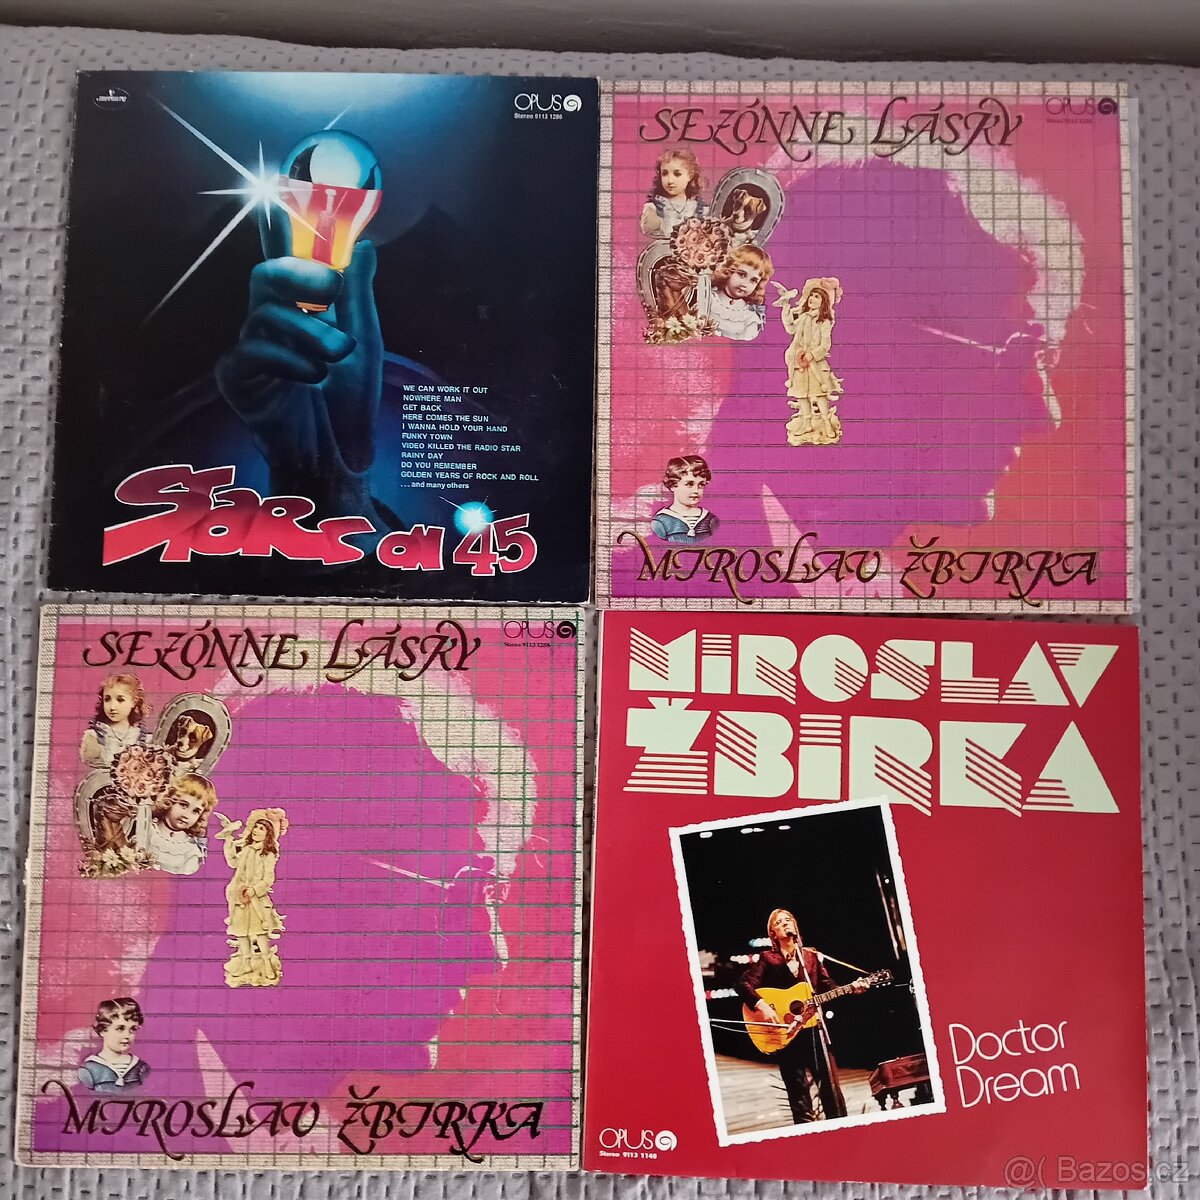 mercury
OPUS
Stereo 9113 1286
WE CAN WORK IT OUT
NOWHERE MAN
GET BACK
HERE COMES THE SUN
I WANNA HOLD YOUR HAND
FUNKY TOWN
VIDEO KILLED THE RADIO STAR
RAINY DAY
DO YOU REMEMBER
GOLDEN YEARS OF ROCK AND ROLL
...and many others
STARS ON 45
SEZÓNNE LÁSKY
OPUS
MIROSLAV ŽBIRKA
SEZÓNNE LÁSKY
OPUS
MIROSLAV ŽBIRKA
MiROSLAV
ŽBiRKA
Doctor
Dream
OPUS
Stereo 9113 1148
@( Bazos.cz